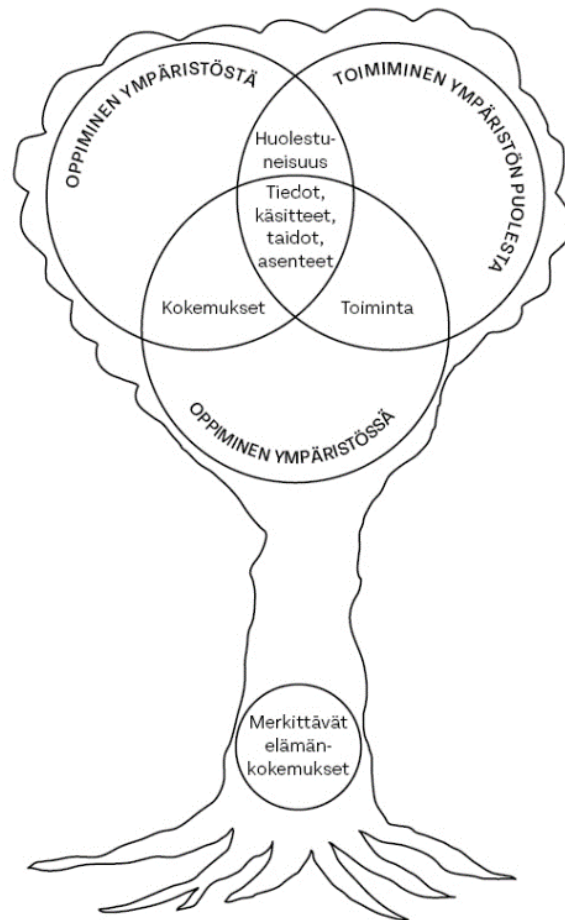 OPPIMINEN YMPÄRISTÖSTÄ
TOIMIMINEN YMPÄRISTÖN PUOLESTA
Huolestu-
neisuus
Tiedot,
käsitteet,
taidot,
asenteet
Kokemukset
Toiminta
OPPIMINEN YMPÄRISTÖSSÄ
Merkittävät
elämän-
kokemukset